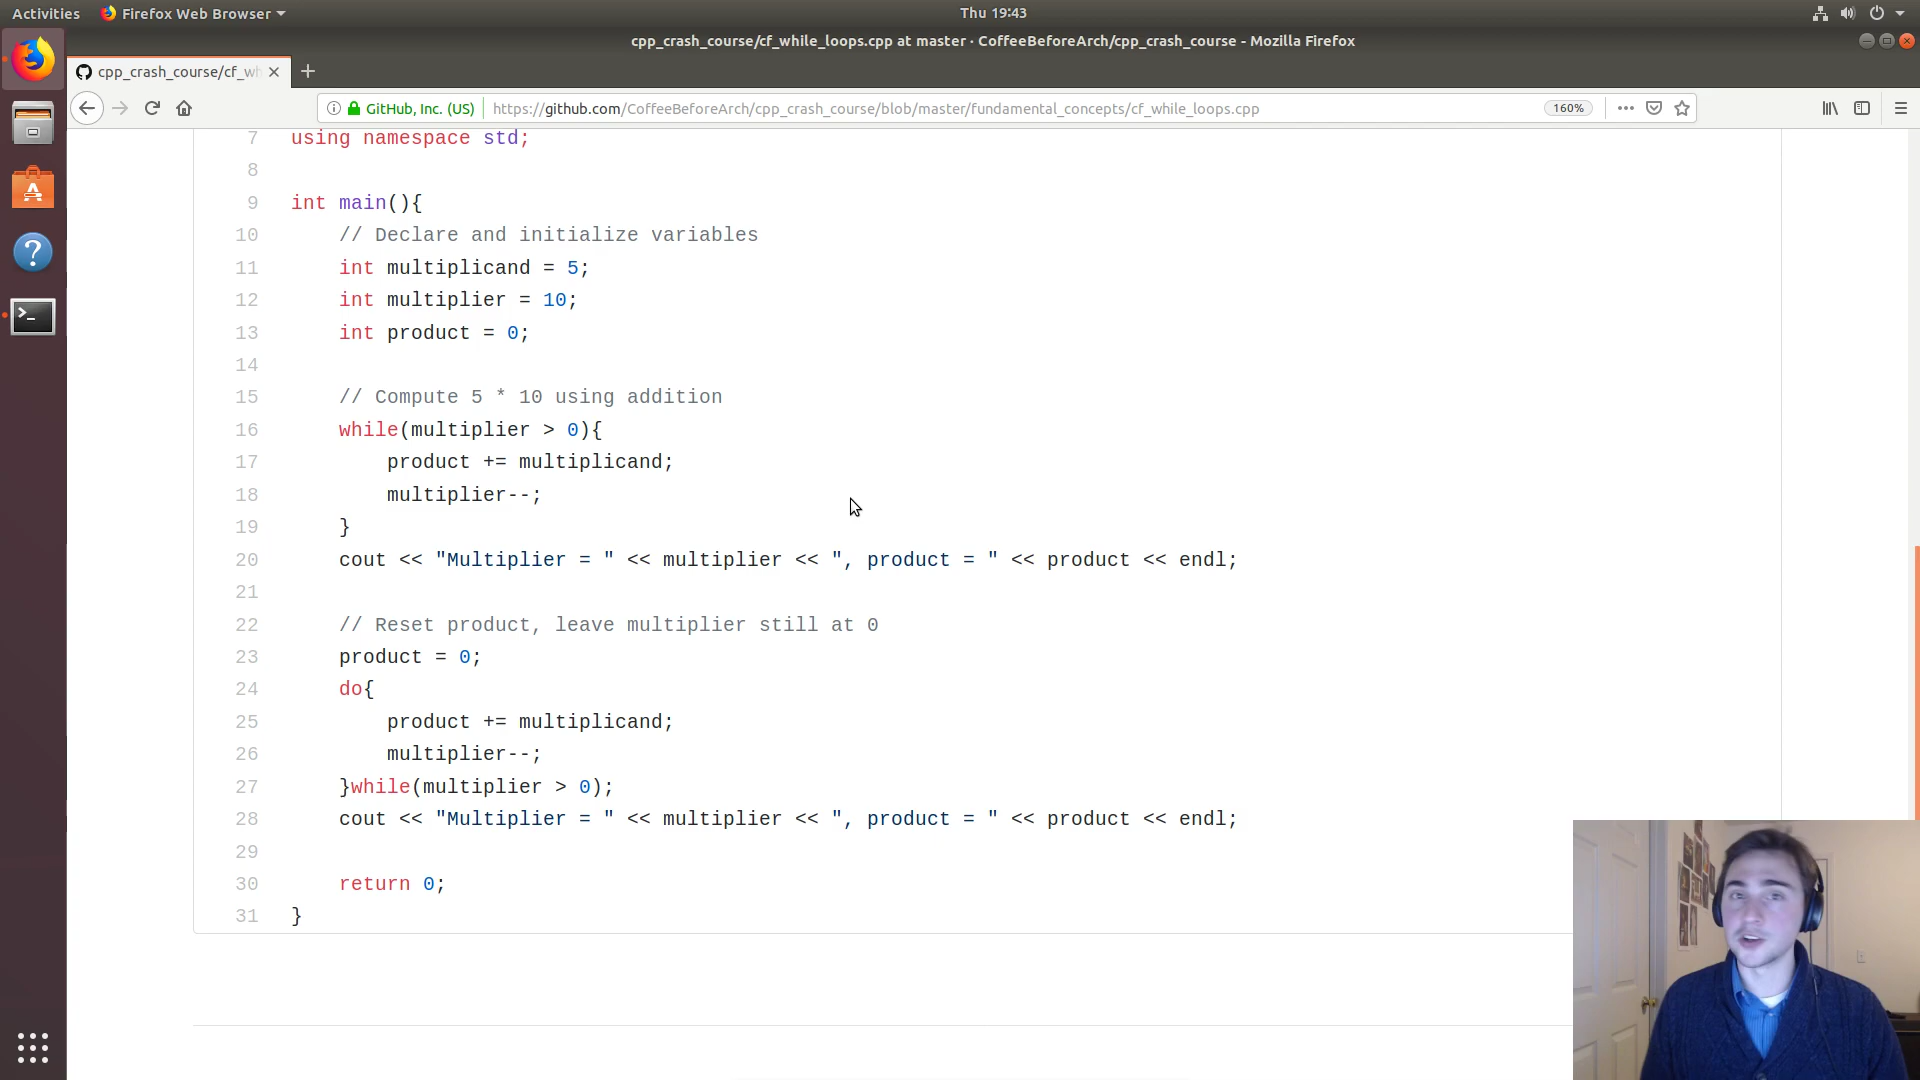 Activities
Firefox Web Browser
Thu 19:43
cpp_crash_course/cf_while_loops.cpp at master · CoffeeBeforeArch/cpp_crash_course - Mozilla Firefox
cpp_crash_course/cf_wh
GitHub, Inc. (US)
https://github.com/CoffeeBeforeArch/cpp_crash_course/blob/master/fundamental_concepts/cf_while_loops.cpp
160%
7 using namespace std;
8
9 int main(){
10 // Declare and initialize variables
11 int multiplicand = 5;
12 int multiplier = 10;
13 int product = 0;
14
15 // Compute 5 * 10 using addition
16 while(multiplier > 0){
17 product += multiplicand;
18 multiplier--;
19 }
20 cout << "Multiplier = " << multiplier << ", product = " << product << endl;
21
22 // Reset product, leave multiplier still at 0
23 product = 0;
24 do{
25 product += multiplicand;
26 multiplier--;
27 }while(multiplier > 0);
28 cout << "Multiplier = " << multiplier << ", product = " << product << endl;
29
30 return 0;
31 }